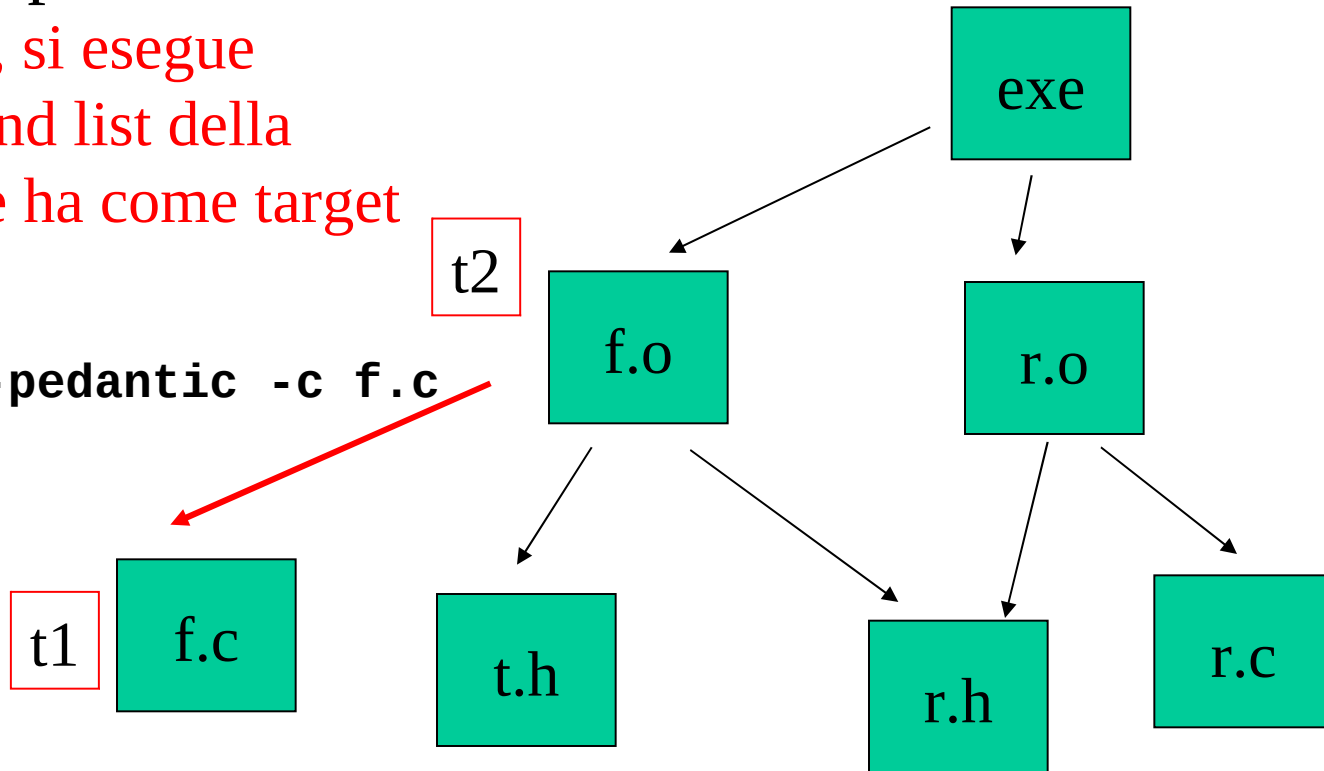 , si esegue
nd list della
e ha come target
-pedantic -c f.c
exe
t2
f.o
r.o
t1
f.c
t.h
r.h
r.c